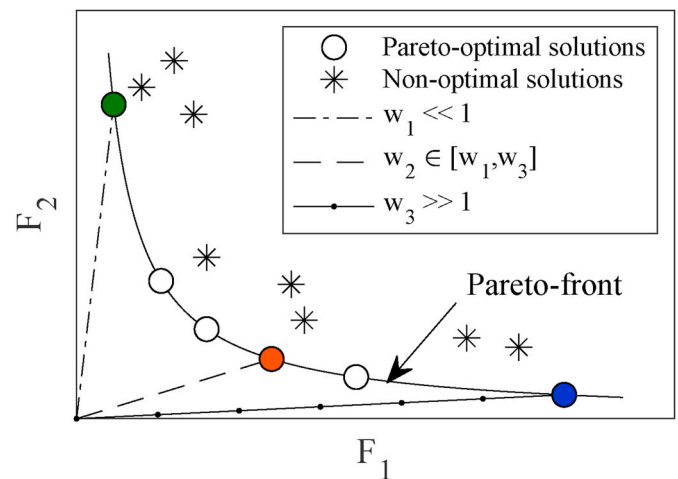 Pareto-optimal solutions
Non-optimal solutions
w₁ << 1
w₂ ∈ [w₁,w₃]
w₃ >> 1
Pareto-front
F₂
F₁